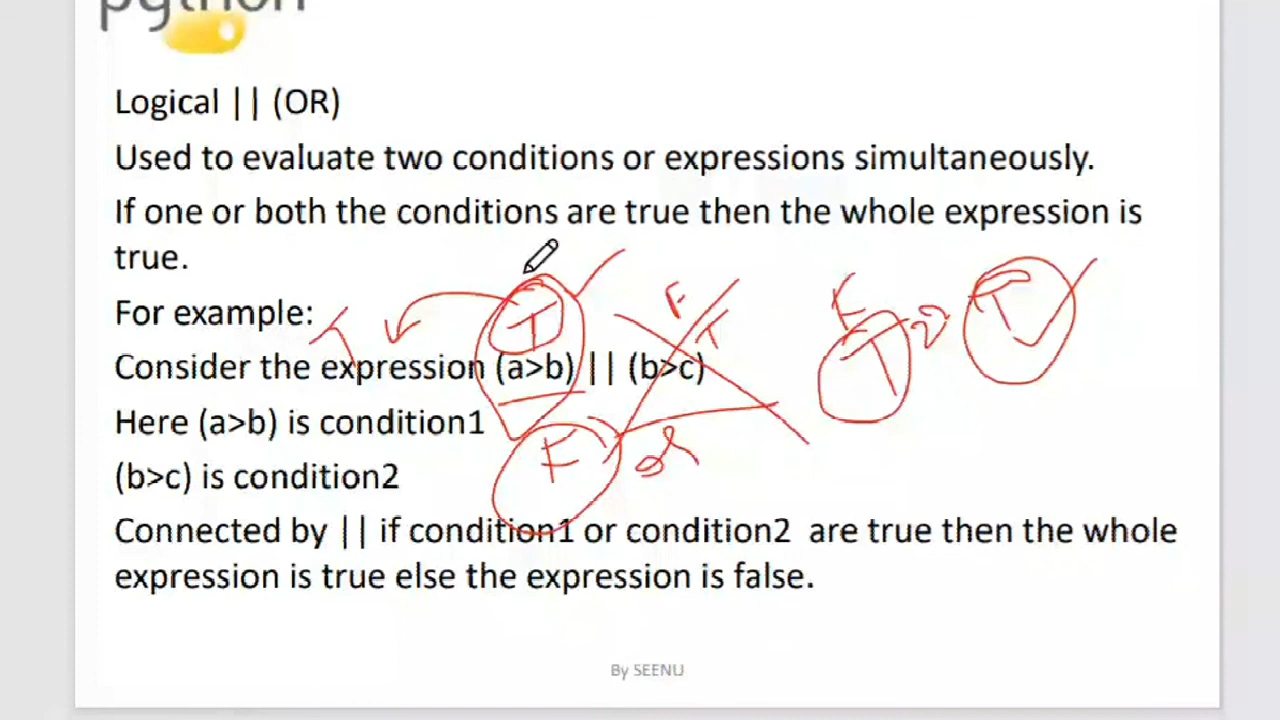 python
Logical || (OR)
Used to evaluate two conditions or expressions simultaneously.
If one or both the conditions are true then the whole expression is
true.
For example:
T
T
F
T
F
T
T
Consider the expression (a>b) || (b>c)
Here (a>b) is condition1
F
or
(b>c) is condition2
Connected by || if condition1 or condition2 are true then the whole
expression is true else the expression is false.
By SEENU